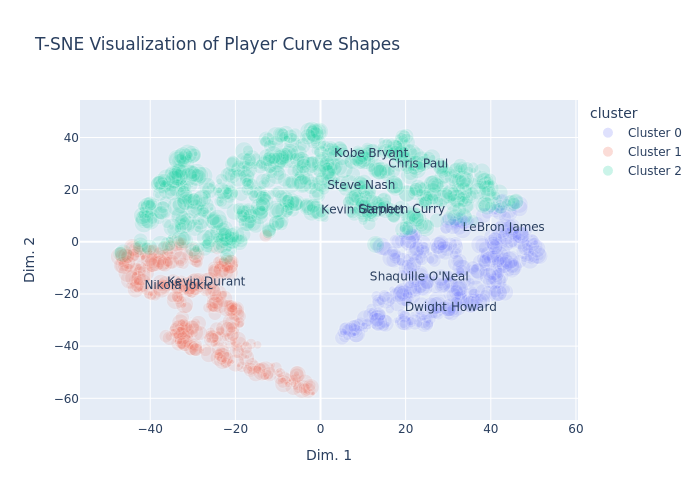 T-SNE Visualization of Player Curve Shapes
cluster
Cluster 0
Cluster 1
Cluster 2
40
20
0
−20
−40
−60
Dim. 2
Kobe Bryant
Chris Paul
Steve Nash
Kevin Garnett
Stephen Curry
LeBron James
Shaquille O'Neal
Kevin Durant
Nikola Jokic
Dwight Howard
−40
−20
0
20
40
60
Dim. 1